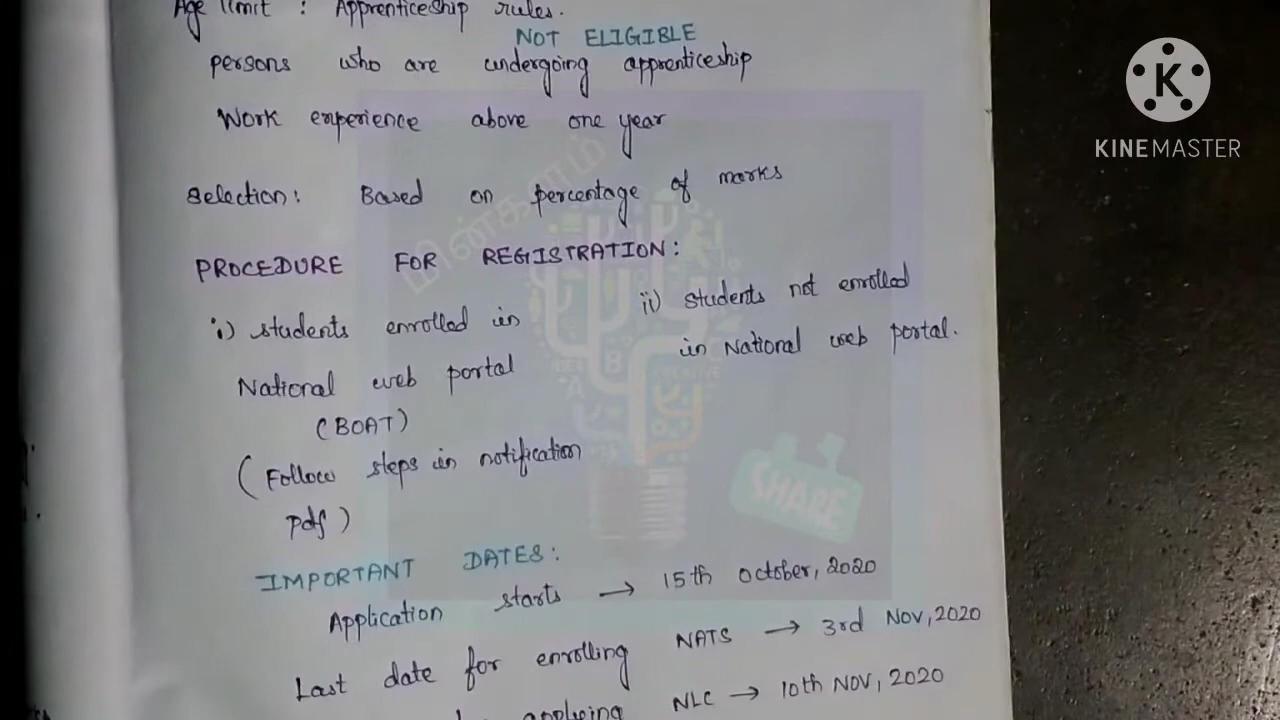 Age limit : Apprenticeship rules.
NOT ELIGIBLE
persons who are undergoing apprenticeship
Work experience above one year
Selection: Based on percentage of marks
PROCEDURE FOR REGISTRATION:
i) students enrolled in
National web portal
(BOAT)
(Follow steps in notification
pdf)
ii) students not enrolled
in National web portal.
IMPORTANT DATES:
Application starts → 15th October, 2020
Last date for enrolling NATS → 3rd Nov, 2020
applying NLC → 10th NOV, 2020
K
KINEMASTER
மின்கலம்
SHARE